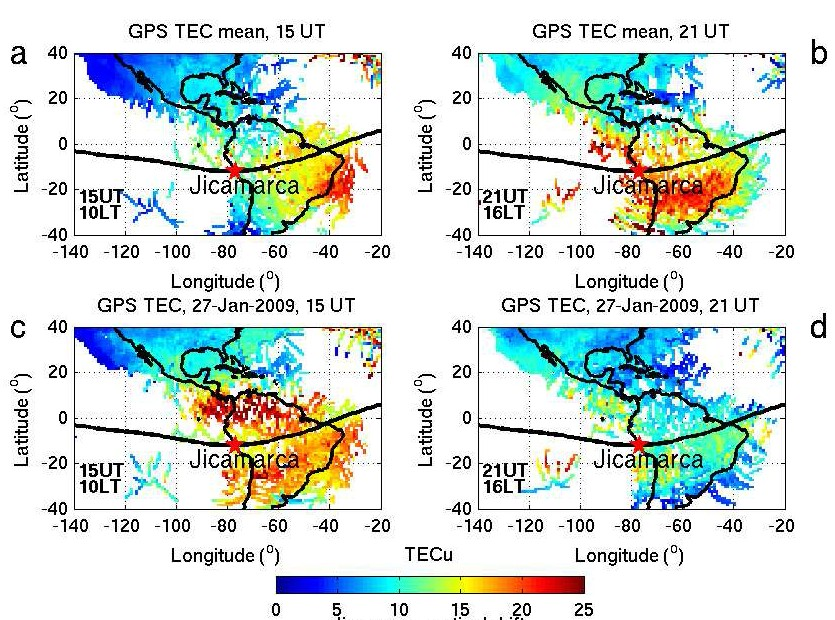 GPS TEC mean, 15 UT
GPS TEC mean, 21 UT
a
b
40
20
0
-20
-40
Latitude (o)
Jicamarca
15UT
10LT
-140 -120 -100 -80 -60 -40 -20
Longitude (o)
40
20
0
-20
-40
Latitude (o)
Jicamarca
21UT
16LT
-140 -120 -100 -80 -60 -40 -20
Longitude (o)
GPS TEC, 27-Jan-2009, 15 UT
GPS TEC, 27-Jan-2009, 21 UT
c
d
40
20
0
-20
-40
Latitude (o)
Jicamarca
15UT
10LT
-140 -120 -100 -80 -60 -40 -20
Longitude (o)
40
20
0
-20
-40
Latitude (o)
Jicamarca
21UT
16LT
-140 -120 -100 -80 -60 -40 -20
Longitude (o)
TECu
0 5 10 15 20 25